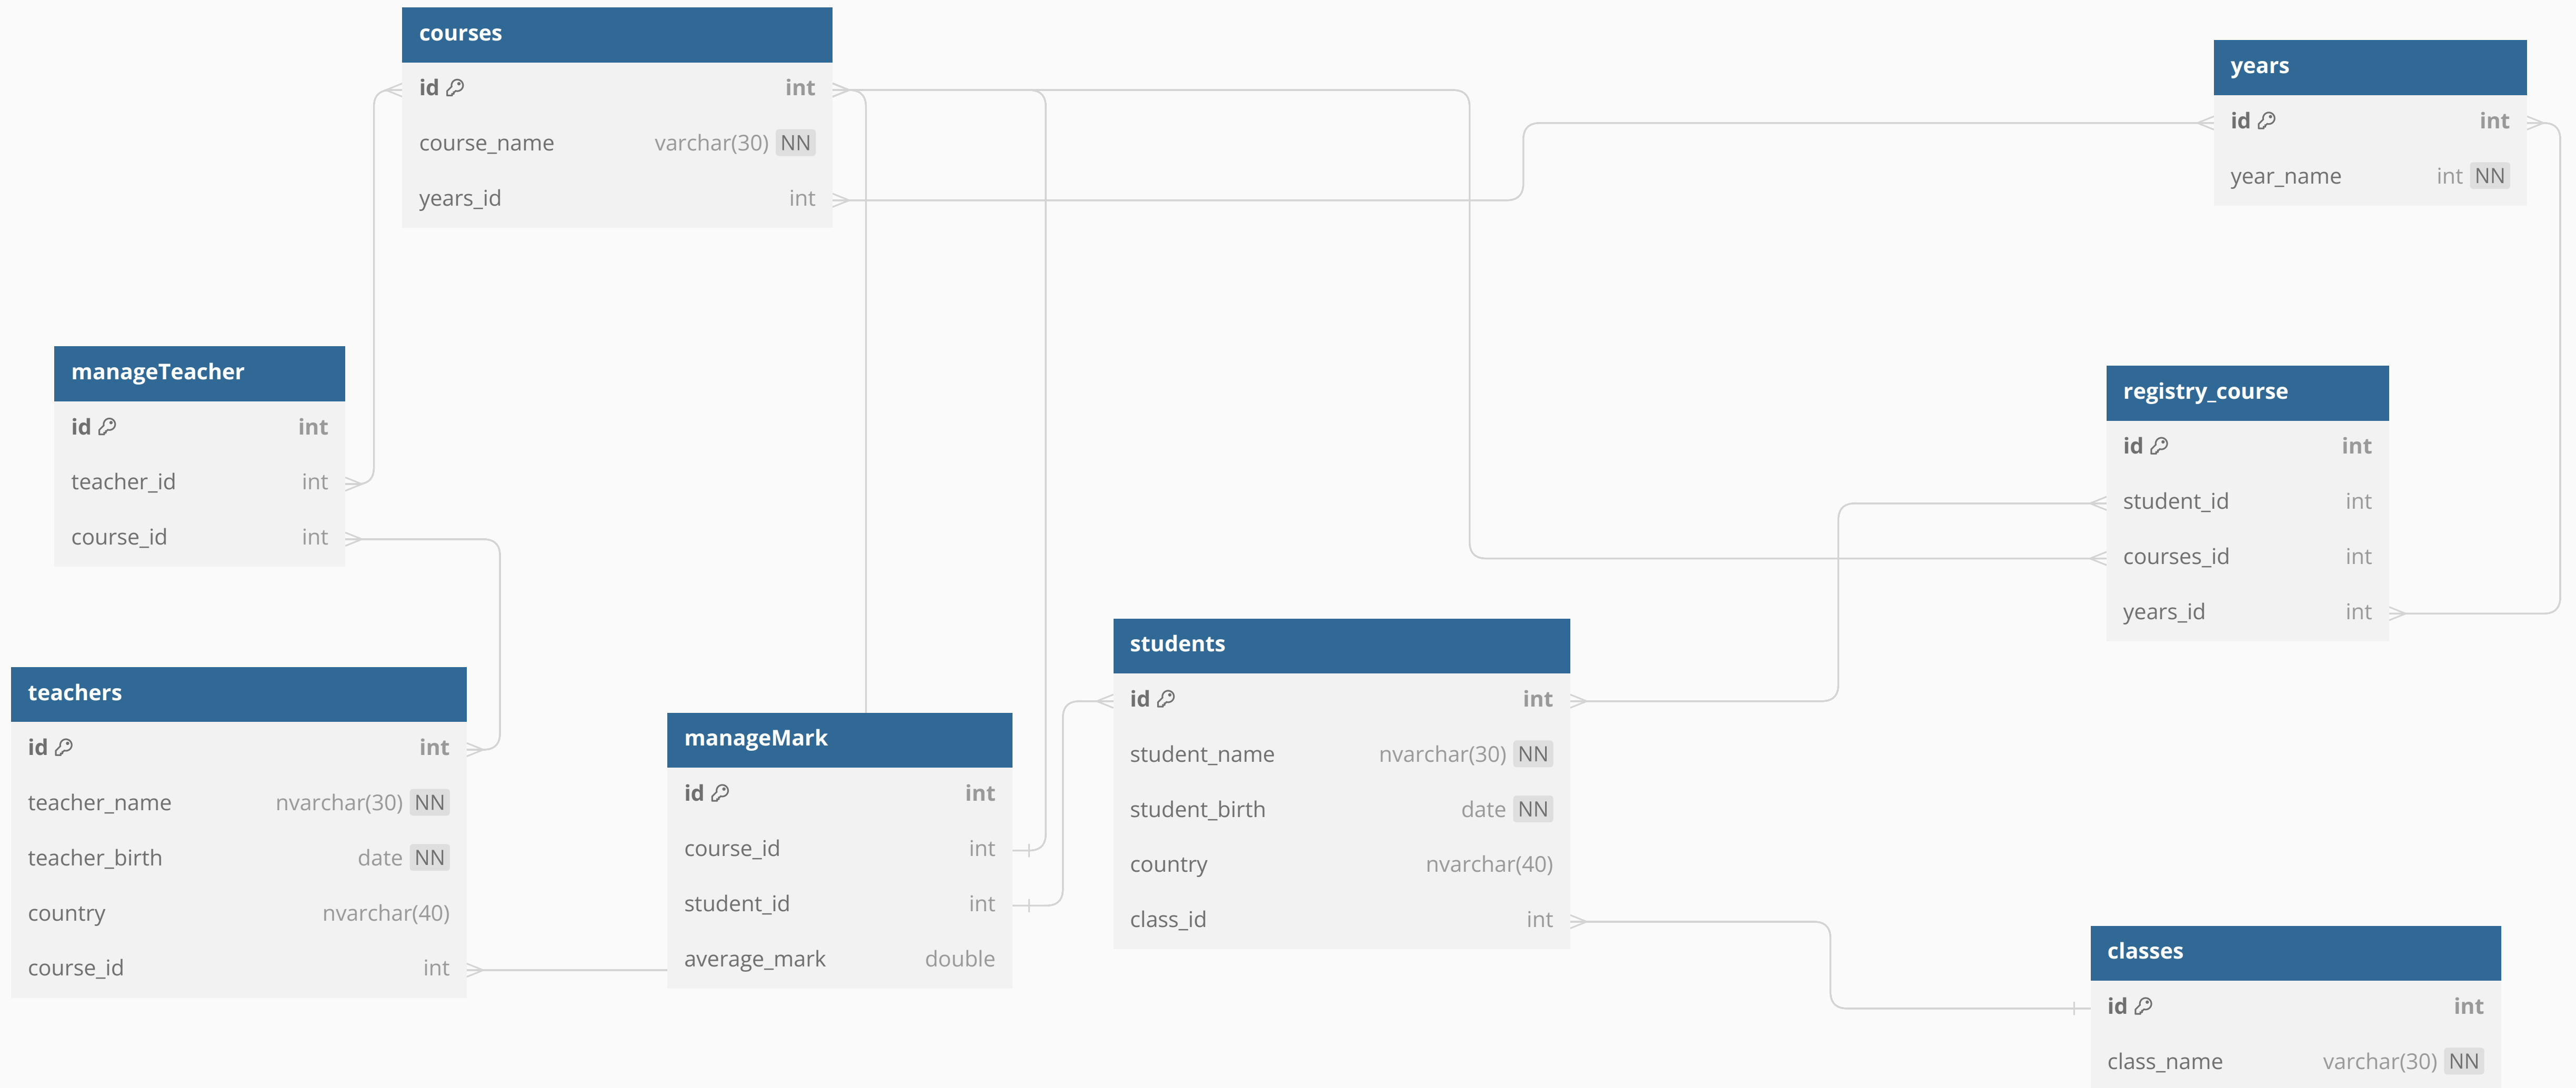 courses
id int
course_name varchar(30) NN
years_id int
years
id int
year_name int NN
manageTeacher
id int
teacher_id int
course_id int
registry_course
id int
student_id int
courses_id int
years_id int
teachers
id int
teacher_name nvarchar(30) NN
teacher_birth date NN
country nvarchar(40)
course_id int
manageMark
id int
course_id int
student_id int
average_mark double
students
id int
student_name nvarchar(30) NN
student_birth date NN
country nvarchar(40)
class_id int
classes
id int
class_name varchar(30) NN